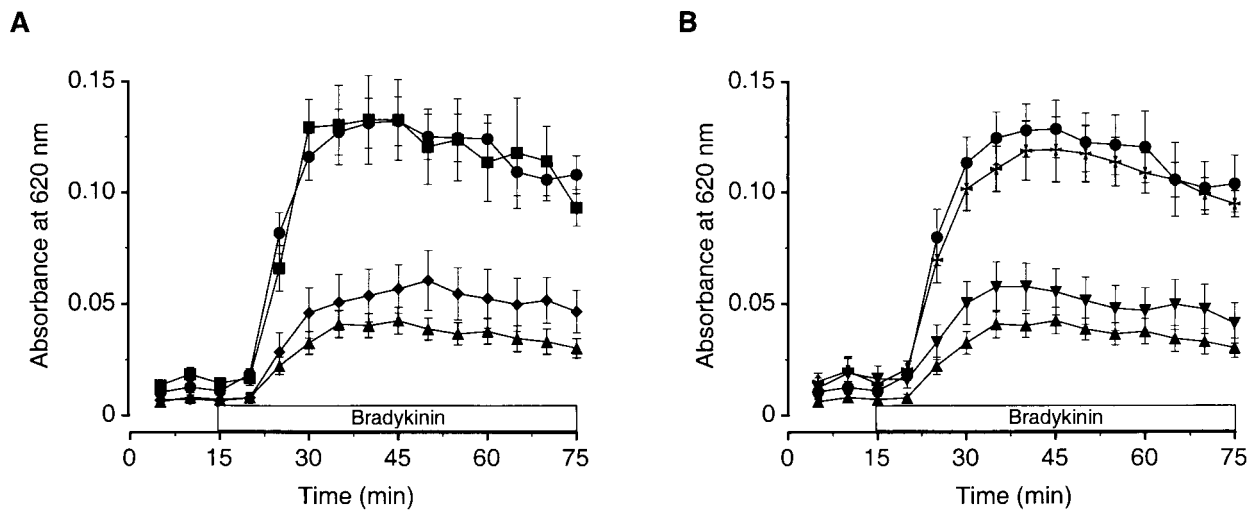 A
Absorbance at 620 nm
0.15
0.10
0.05
0
Bradykinin
0 15 30 45 60 75
Time (min)
B
Absorbance at 620 nm
0.15
0.10
0.05
0
Bradykinin
0 15 30 45 60 75
Time (min)